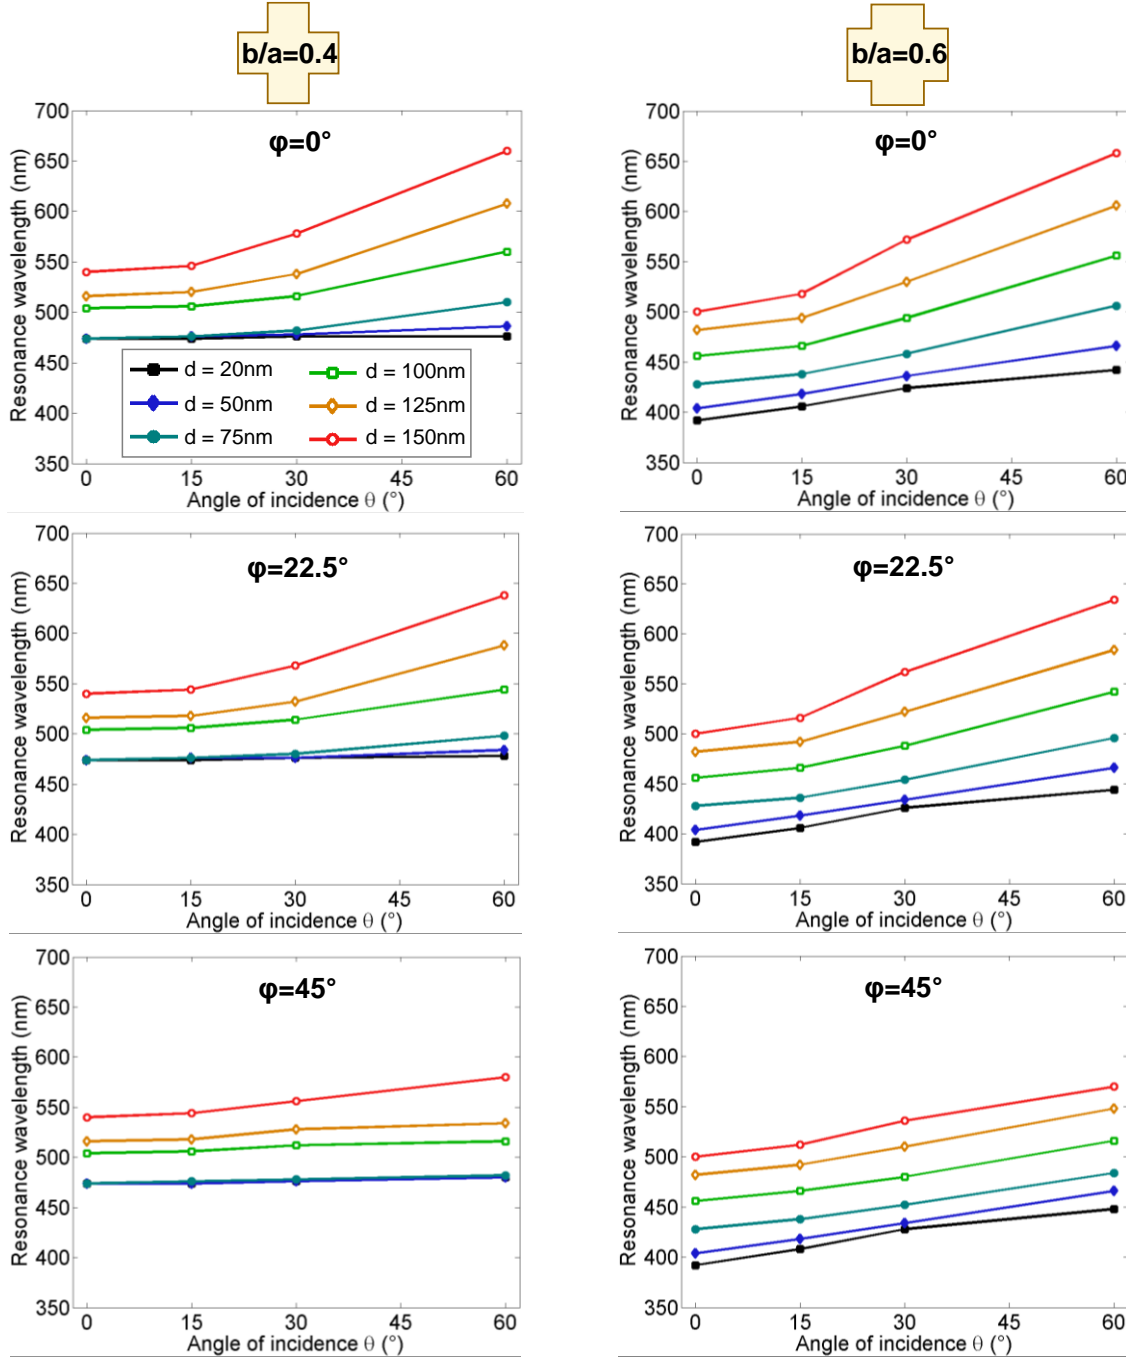 b/a=0.4
b/a=0.6
φ=0°
Resonance wavelength (nm)
700
650
600
550
500
450
400
350
d = 20nm
d = 50nm
d = 75nm
d = 100nm
d = 125nm
d = 150nm
0 15 30 45 60
Angle of incidence θ (°)
φ=0°
Resonance wavelength (nm)
700
650
600
550
500
450
400
350
0 15 30 45 60
Angle of incidence θ (°)
φ=22.5°
Resonance wavelength (nm)
700
650
600
550
500
450
400
350
0 15 30 45 60
Angle of incidence θ (°)
φ=22.5°
Resonance wavelength (nm)
700
650
600
550
500
450
400
350
0 15 30 45 60
Angle of incidence θ (°)
φ=45°
Resonance wavelength (nm)
700
650
600
550
500
450
400
350
0 15 30 45 60
Angle of incidence θ (°)
φ=45°
Resonance wavelength (nm)
700
650
600
550
500
450
400
350
0 15 30 45 60
Angle of incidence θ (°)